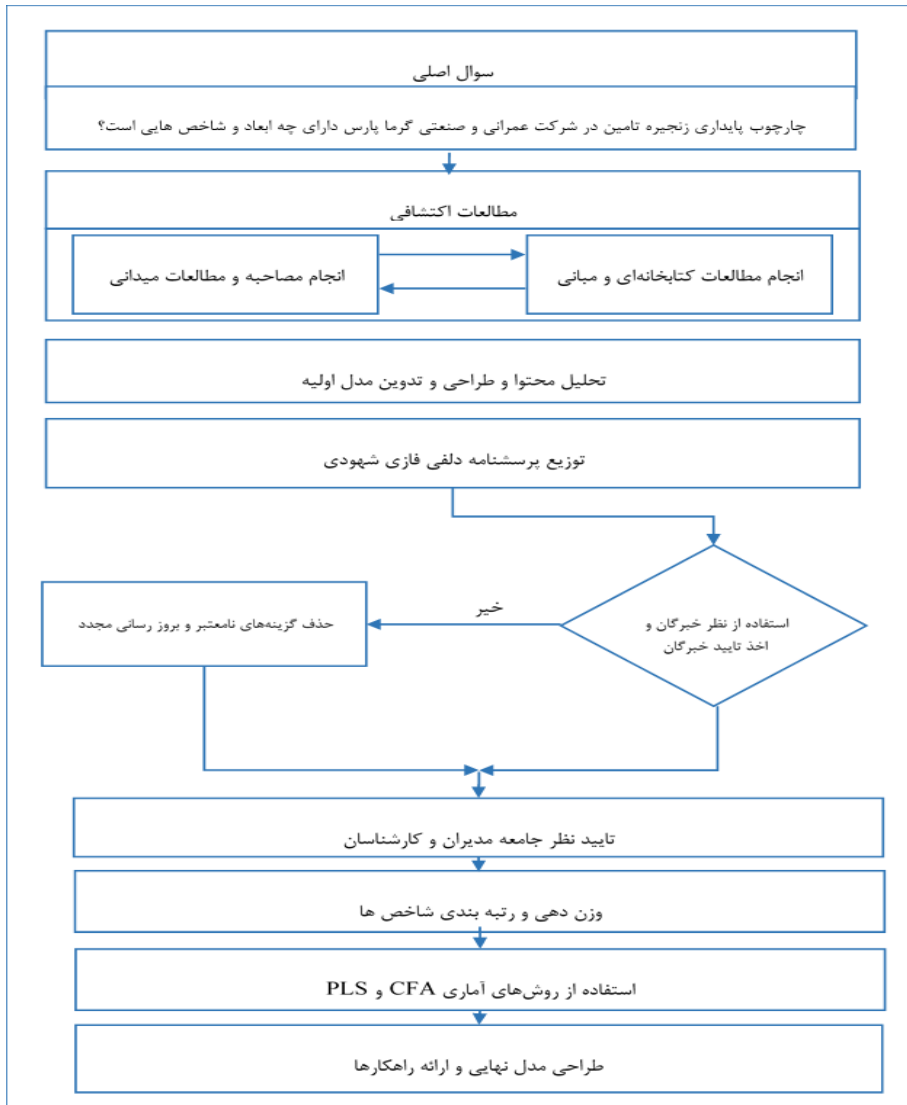 سوال اصلی
چارچوب پایداری زنجیره تامین در شرکت عمرانی و صنعتی گرما پارس دارای چه ابعاد و شاخص هایی است؟
مطالعات اکتشافی
انجام مطالعات کتابخانه‌ای و مبانی
انجام مصاحبه و مطالعات میدانی
تحلیل محتوا و طراحی و تدوین مدل اولیه
توزیع پرسشنامه دلفی فازی شهودی
استفاده از نظر خبرگان و
اخذ تایید خبرگان
خیر
حذف گزینه‌های نامعتبر و بروز رسانی مجدد
تایید نظر جامعه مدیران و کارشناسان
وزن دهی و رتبه بندی شاخص ها
استفاده از روش‌های آماری CFA و PLS
طراحی مدل نهایی و ارائه راهکارها